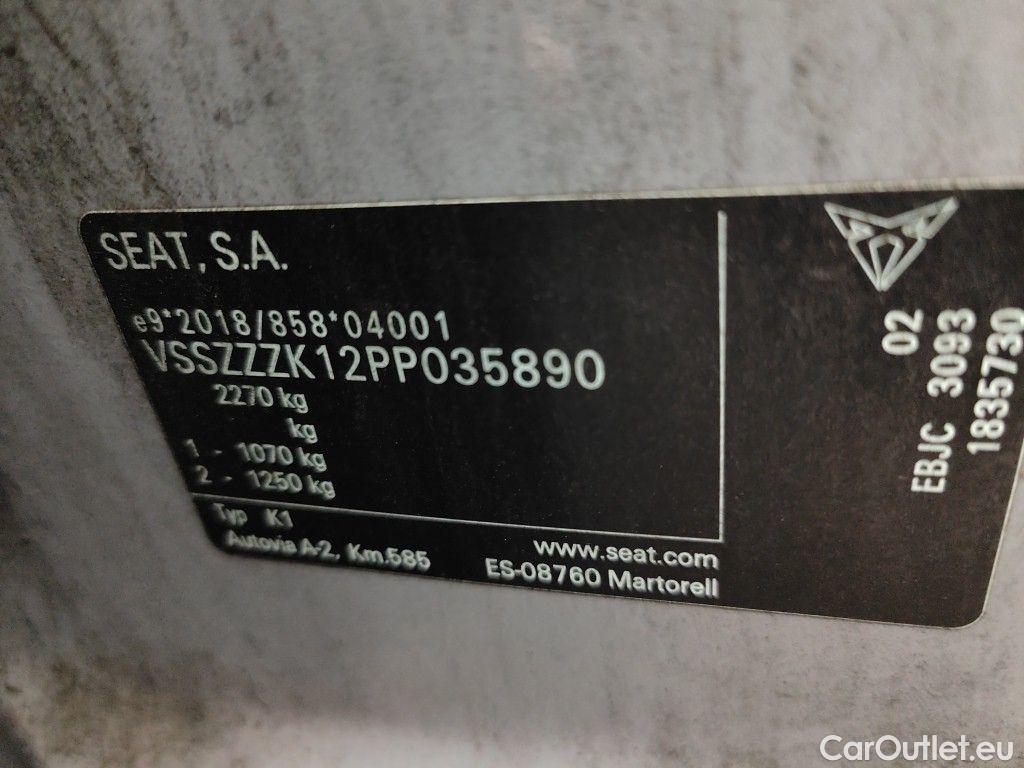 SEAT, S.A.
e9*2018/858*04001
VSSZZZK12PP035890
2270 kg
kg
1 - 1070 kg
2 - 1250 kg
Typ K1
Autovia A-2, Km.585
www.seat.com
ES-08760 Martorell
02
EBJC 3093
1835730
CarOutlet.eu